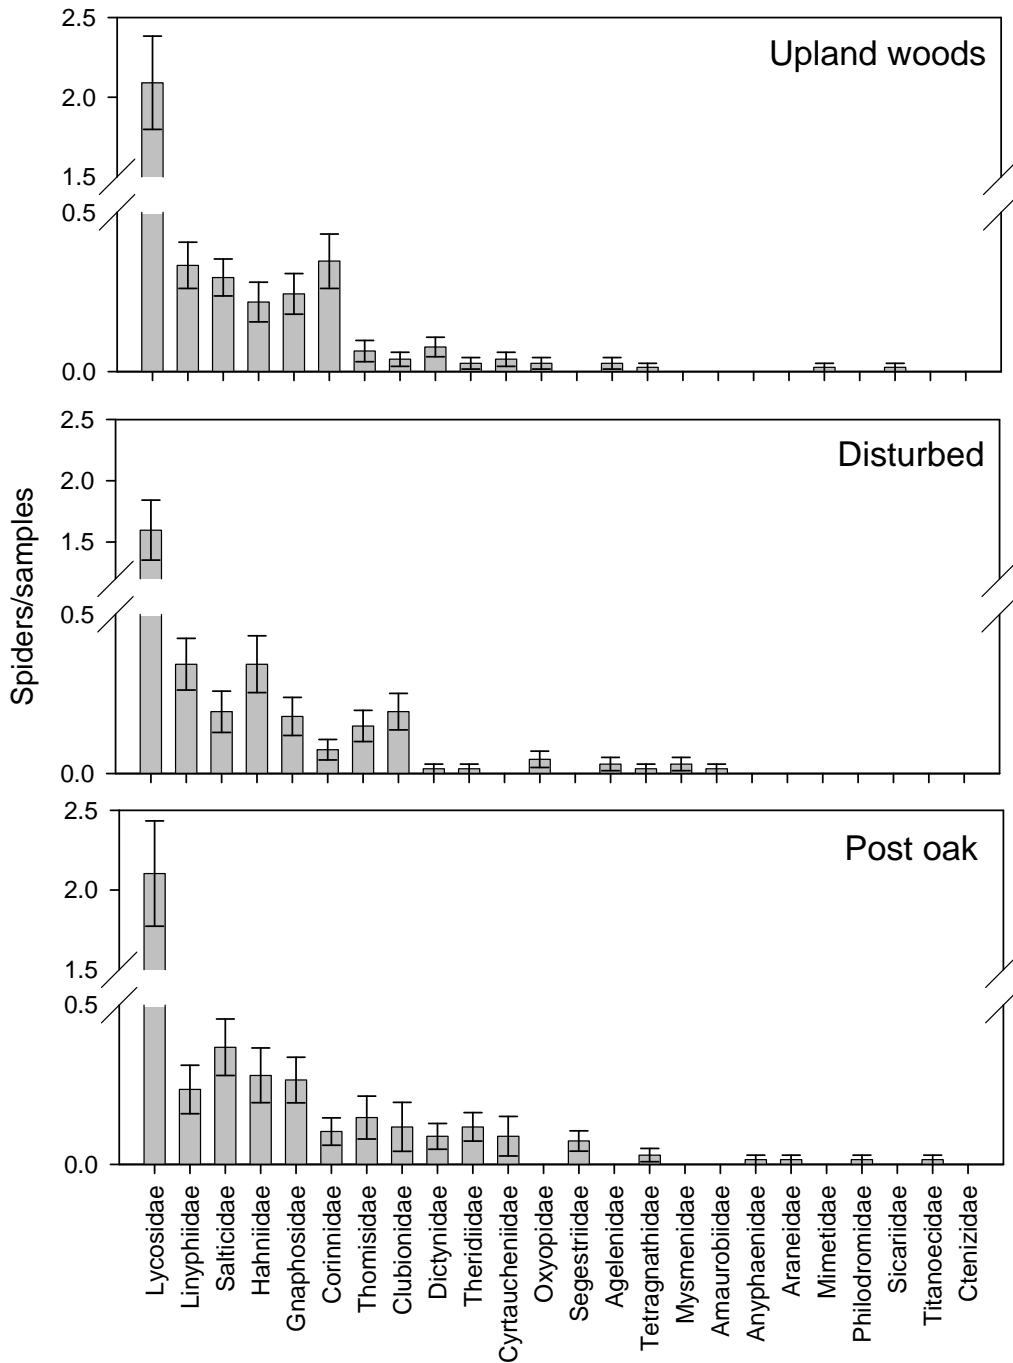 2.5
Upland woods
2.0
1.5
0.5
0.0
2.5
Disturbed
2.0
1.5
0.5
0.0
Spiders/samples
2.5
Post oak
2.0
1.5
0.5
0.0
Lycosidae
Linyphiidae
Salticidae
Hahniidae
Gnaphosidae
Corinnidae
Thomisidae
Clubionidae
Dictynidae
Theridiidae
Cyrtaucheniidae
Oxyopidae
Segestriidae
Agelenidae
Tetragnathidae
Mysmenidae
Amaurobiidae
Anyphaenidae
Araneidae
Mimetidae
Philodromidae
Sicariidae
Titanoecidae
Ctenizidae